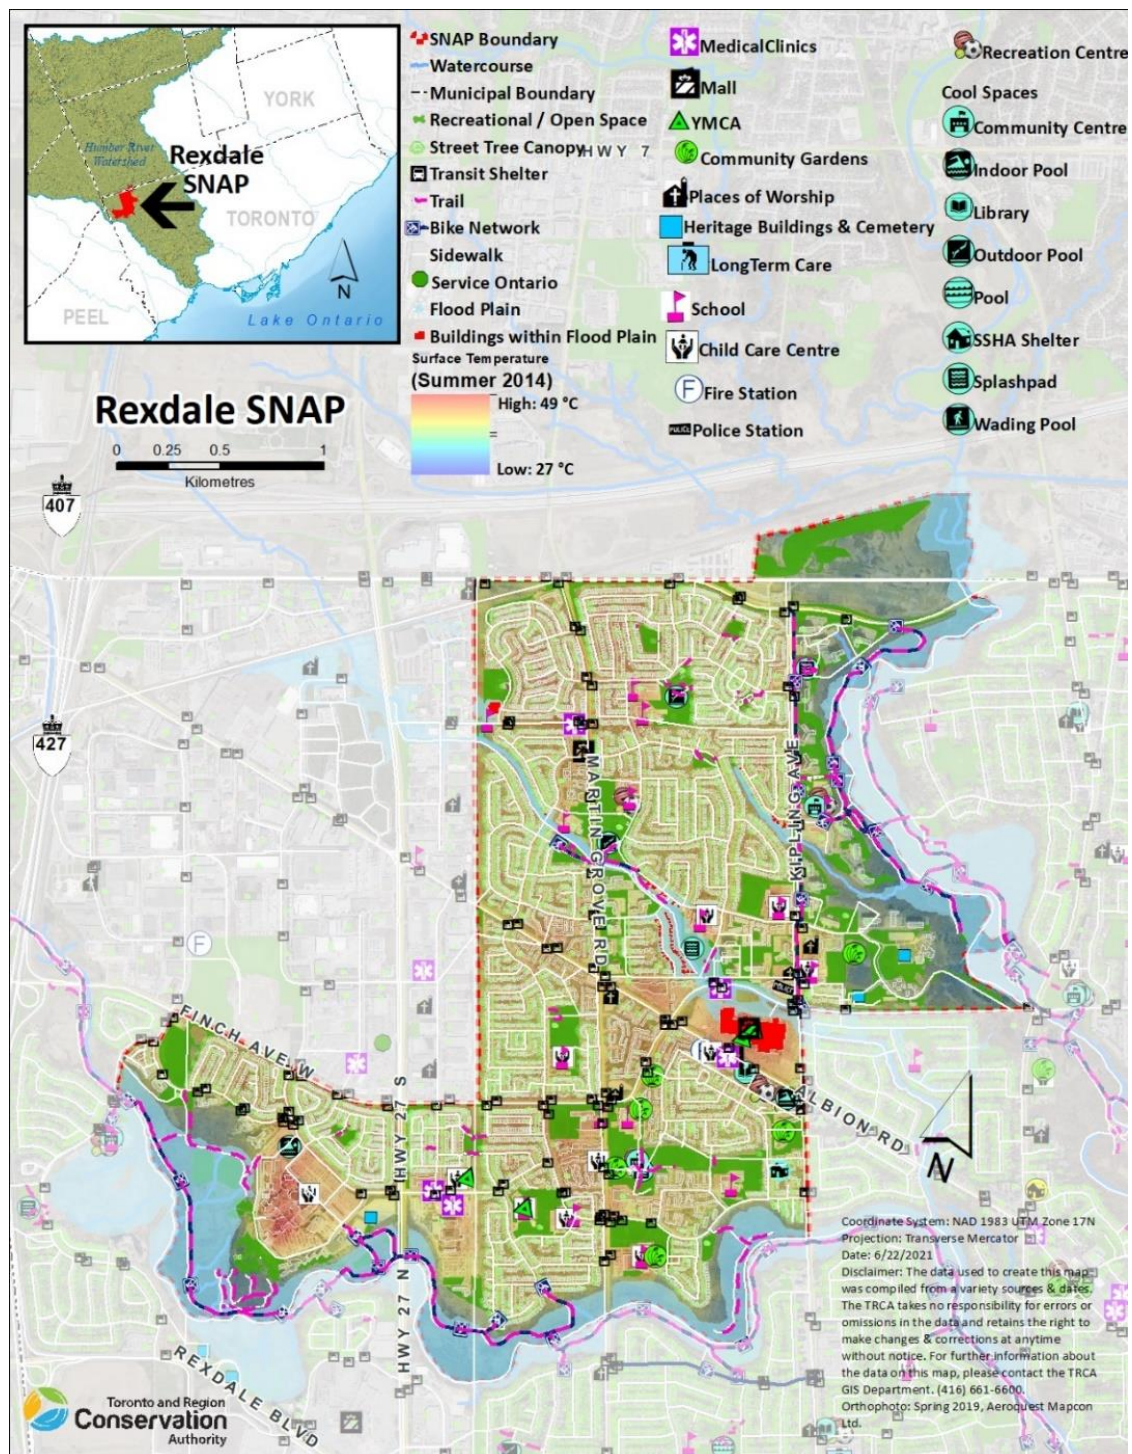 YORK
Humber River
Watershed
Rexdale
SNAP
TORONTO
N
PEEL
Lake Ontario
SNAP Boundary
Watercourse
Municipal Boundary
Recreational / Open Space
Street Tree Canopy
Transit Shelter
Trail
Bike Network
Sidewalk
Service Ontario
Flood Plain
Buildings within Flood Plain
Surface Temperature
(Summer 2014)
High: 49 °C
Low: 27 °C
HWY 7
MedicalClinics
Mall
YMCA
Community Gardens
Places of Worship
Heritage Buildings & Cemetery
LongTerm Care
School
Child Care Centre
F Fire Station
POLICE Police Station
Recreation Centre
Cool Spaces
Community Centre
Indoor Pool
Library
Outdoor Pool
Pool
SSHA Shelter
Splashpad
Wading Pool
Rexdale SNAP
0 0.25 0.5 1
Kilometres
407
427
MARTIN GROVE RD
KIPLING AVE
F
FINCH AVE W
HWY 27 S
ALBION RD
HWY 27 N
REXDALE BLVD
N
Coordinate System: NAD 1983 UTM Zone 17N
Projection: Transverse Mercator
Date: 6/22/2021
Disclaimer: The data used to create this map
was compiled from a variety sources & dates.
The TRCA takes no responsibility for errors or
omissions in the data and retains the right to
make changes & corrections at anytime
without notice. For further information about
the data on this map, please contact the TRCA
GIS Department. (416) 661-6600.
Orthophoto: Spring 2019, Aeroquest Mapcon
Ltd.
Toronto and Region
Conservation
Authority